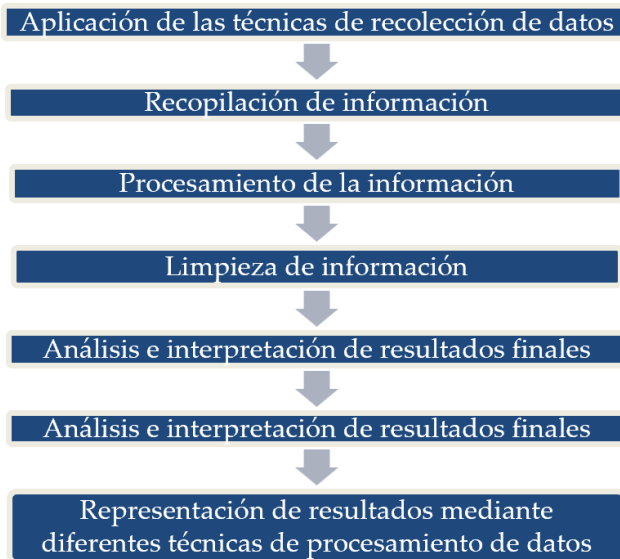 Aplicación de las técnicas de recolección de datos
Recopilación de información
Procesamiento de la información
Limpieza de información
Análisis e interpretación de resultados finales
Análisis e interpretación de resultados finales
Representación de resultados mediante
diferentes técnicas de procesamiento de datos